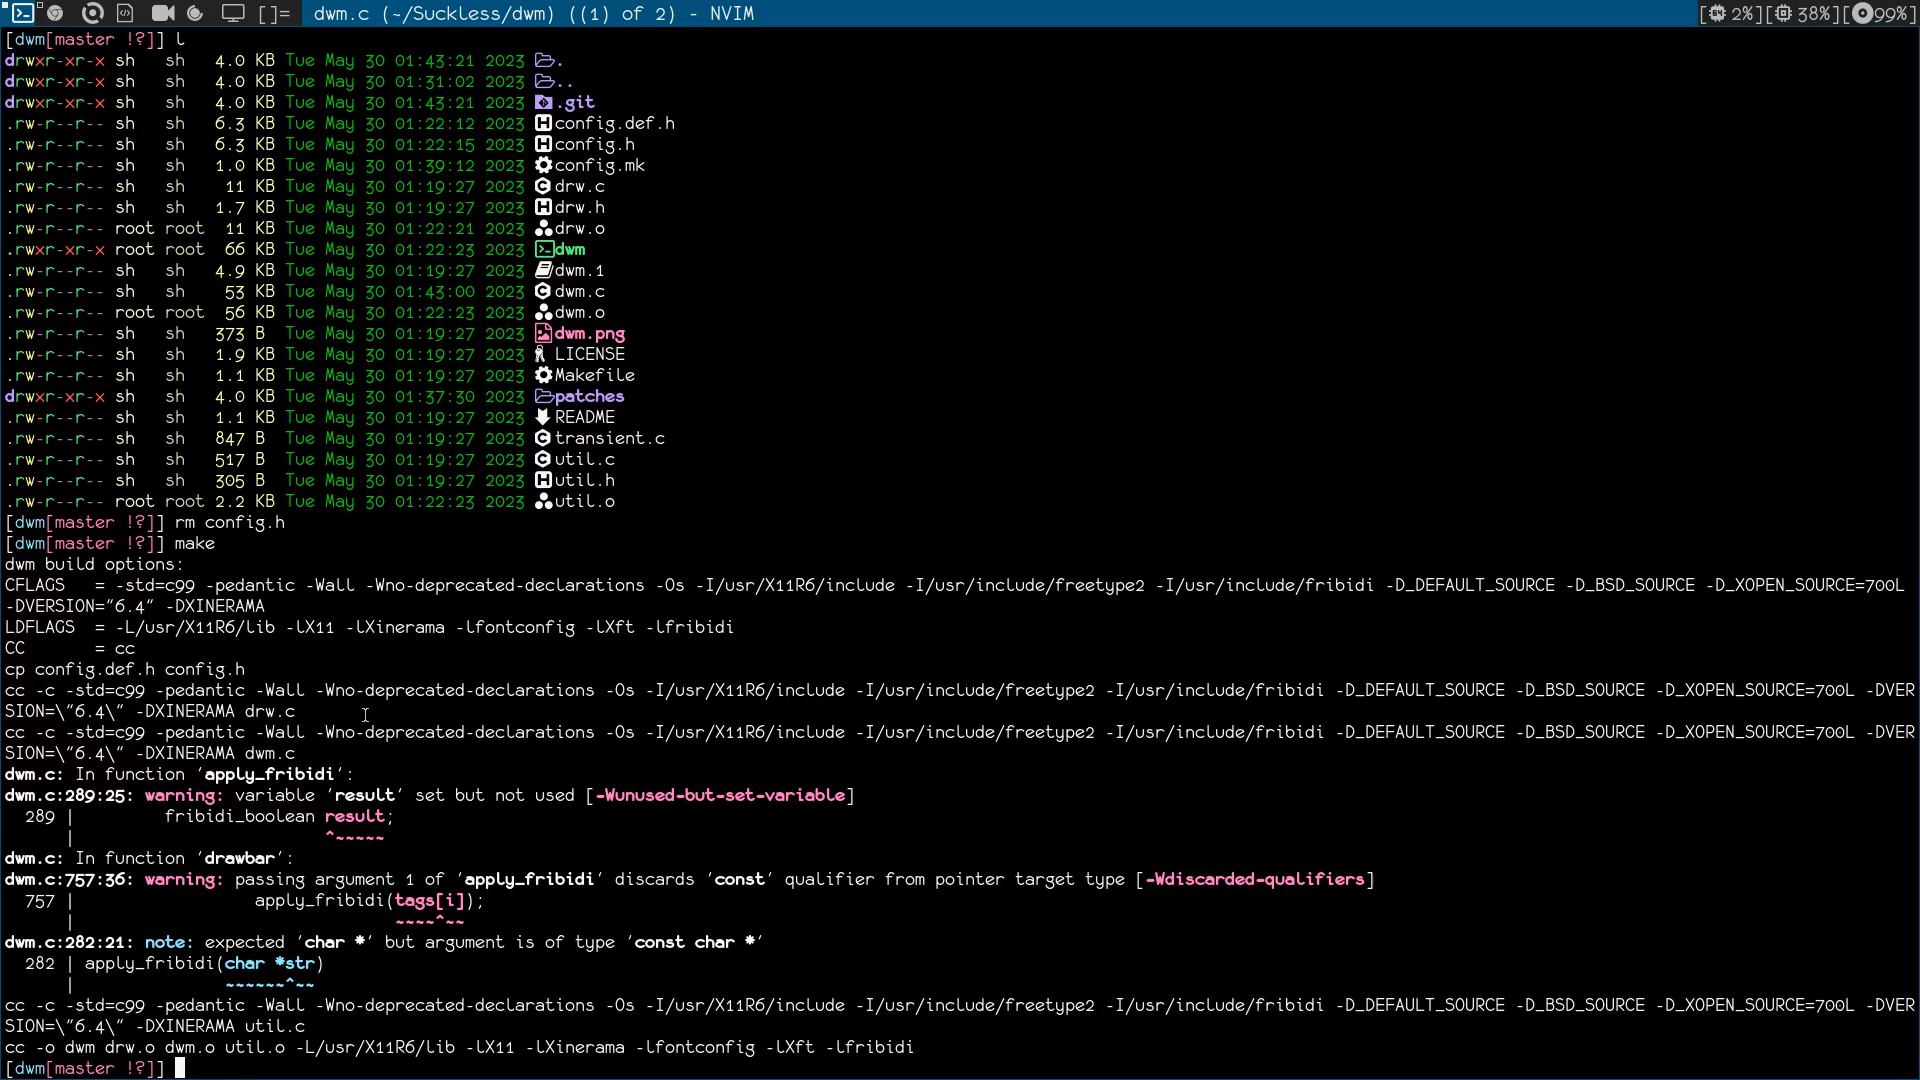 []= dwm.c (~/Suckless/dwm) ((1) of 2) - NVIM [2%][38%][99%]
[dwm[master !?]] l
drwxr-xr-x sh sh 4.0 KB Tue May 30 01:43:21 2023 .
drwxr-xr-x sh sh 4.0 KB Tue May 30 01:31:02 2023 ..
drwxr-xr-x sh sh 4.0 KB Tue May 30 01:43:21 2023 .git
.rw-r--r-- sh sh 6.3 KB Tue May 30 01:22:12 2023 config.def.h
.rw-r--r-- sh sh 6.3 KB Tue May 30 01:22:15 2023 config.h
.rw-r--r-- sh sh 1.0 KB Tue May 30 01:39:12 2023 config.mk
.rw-r--r-- sh sh 11 KB Tue May 30 01:19:27 2023 drw.c
.rw-r--r-- sh sh 1.7 KB Tue May 30 01:19:27 2023 drw.h
.rw-r--r-- root root 11 KB Tue May 30 01:22:21 2023 drw.o
.rwxr-xr-x root root 66 KB Tue May 30 01:22:23 2023 dwm
.rw-r--r-- sh sh 4.9 KB Tue May 30 01:19:27 2023 dwm.1
.rw-r--r-- sh sh 53 KB Tue May 30 01:43:00 2023 dwm.c
.rw-r--r-- root root 56 KB Tue May 30 01:22:23 2023 dwm.o
.rw-r--r-- sh sh 373 B Tue May 30 01:19:27 2023 dwm.png
.rw-r--r-- sh sh 1.9 KB Tue May 30 01:19:27 2023 LICENSE
.rw-r--r-- sh sh 1.1 KB Tue May 30 01:19:27 2023 Makefile
drwxr-xr-x sh sh 4.0 KB Tue May 30 01:37:30 2023 patches
.rw-r--r-- sh sh 1.1 KB Tue May 30 01:19:27 2023 README
.rw-r--r-- sh sh 847 B Tue May 30 01:19:27 2023 transient.c
.rw-r--r-- sh sh 517 B Tue May 30 01:19:27 2023 util.c
.rw-r--r-- sh sh 305 B Tue May 30 01:19:27 2023 util.h
.rw-r--r-- root root 2.2 KB Tue May 30 01:22:23 2023 util.o
[dwm[master !?]] rm config.h
[dwm[master !?]] make
dwm build options:
CFLAGS = -std=c99 -pedantic -Wall -Wno-deprecated-declarations -Os -I/usr/X11R6/include -I/usr/include/freetype2 -I/usr/include/fribidi -D_DEFAULT_SOURCE -D_BSD_SOURCE -D_XOPEN_SOURCE=700L
-DVERSION="6.4" -DXINERAMA
LDFLAGS = -L/usr/X11R6/lib -lX11 -lXinerama -lfontconfig -lXft -lfribidi
CC = cc
cp config.def.h config.h
cc -c -std=c99 -pedantic -Wall -Wno-deprecated-declarations -Os -I/usr/X11R6/include -I/usr/include/freetype2 -I/usr/include/fribidi -D_DEFAULT_SOURCE -D_BSD_SOURCE -D_XOPEN_SOURCE=700L -DVER
SION=\"6.4\" -DXINERAMA drw.c
cc -c -std=c99 -pedantic -Wall -Wno-deprecated-declarations -Os -I/usr/X11R6/include -I/usr/include/freetype2 -I/usr/include/fribidi -D_DEFAULT_SOURCE -D_BSD_SOURCE -D_XOPEN_SOURCE=700L -DVER
SION=\"6.4\" -DXINERAMA dwm.c
dwm.c: In function ‘apply_fribidi’:
dwm.c:289:25: warning: variable ‘result’ set but not used [-Wunused-but-set-variable]
289 | fribidi_boolean result;
| ^~~~~~
dwm.c: In function ‘drawbar’:
dwm.c:757:36: warning: passing argument 1 of ‘apply_fribidi’ discards ‘const’ qualifier from pointer target type [-Wdiscarded-qualifiers]
757 | apply_fribidi(tags[i]);
| ~~~~^~~
dwm.c:282:21: note: expected ‘char *’ but argument is of type ‘const char *’
282 | apply_fribidi(char *str)
| ~~~~~~^~~
cc -c -std=c99 -pedantic -Wall -Wno-deprecated-declarations -Os -I/usr/X11R6/include -I/usr/include/freetype2 -I/usr/include/fribidi -D_DEFAULT_SOURCE -D_BSD_SOURCE -D_XOPEN_SOURCE=700L -DVER
SION=\"6.4\" -DXINERAMA util.c
cc -o dwm drw.o dwm.o util.o -L/usr/X11R6/lib -lX11 -lXinerama -lfontconfig -lXft -lfribidi
[dwm[master !?]]